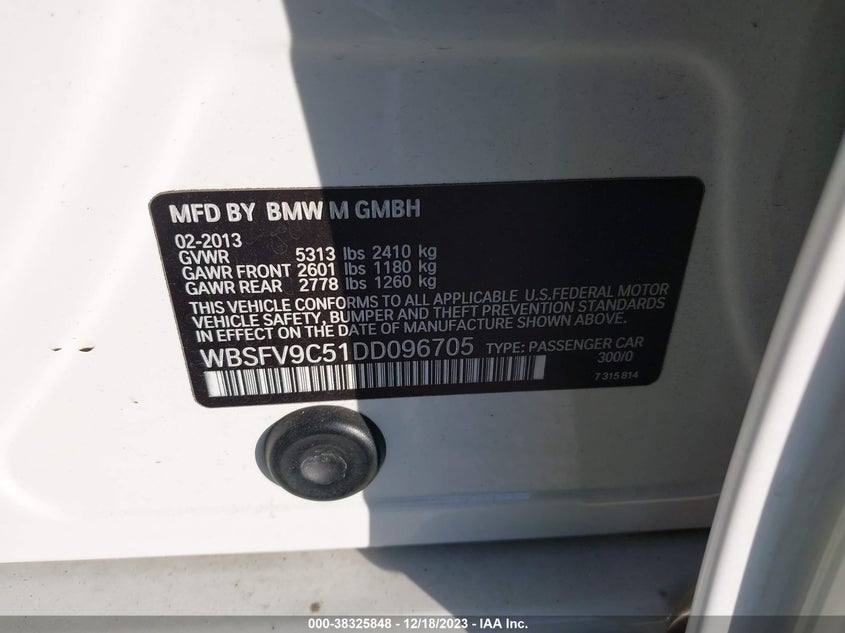 MFD BY BMW M GMBH
02-2013
GVWR 5313 lbs 2410 kg
GAWR FRONT 2601 lbs 1180 kg
GAWR REAR 2778 lbs 1260 kg
THIS VEHICLE CONFORMS TO ALL APPLICABLE U.S.FEDERAL MOTOR
VEHICLE SAFETY, BUMPER AND THEFT PREVENTION STANDARDS
IN EFFECT ON THE DATE OF MANUFACTURE SHOWN ABOVE.
WBSFV9C51DD096705 TYPE: PASSENGER CAR
300/0
7 315 814
000-38325848 - 12/18/2023 - IAA Inc.